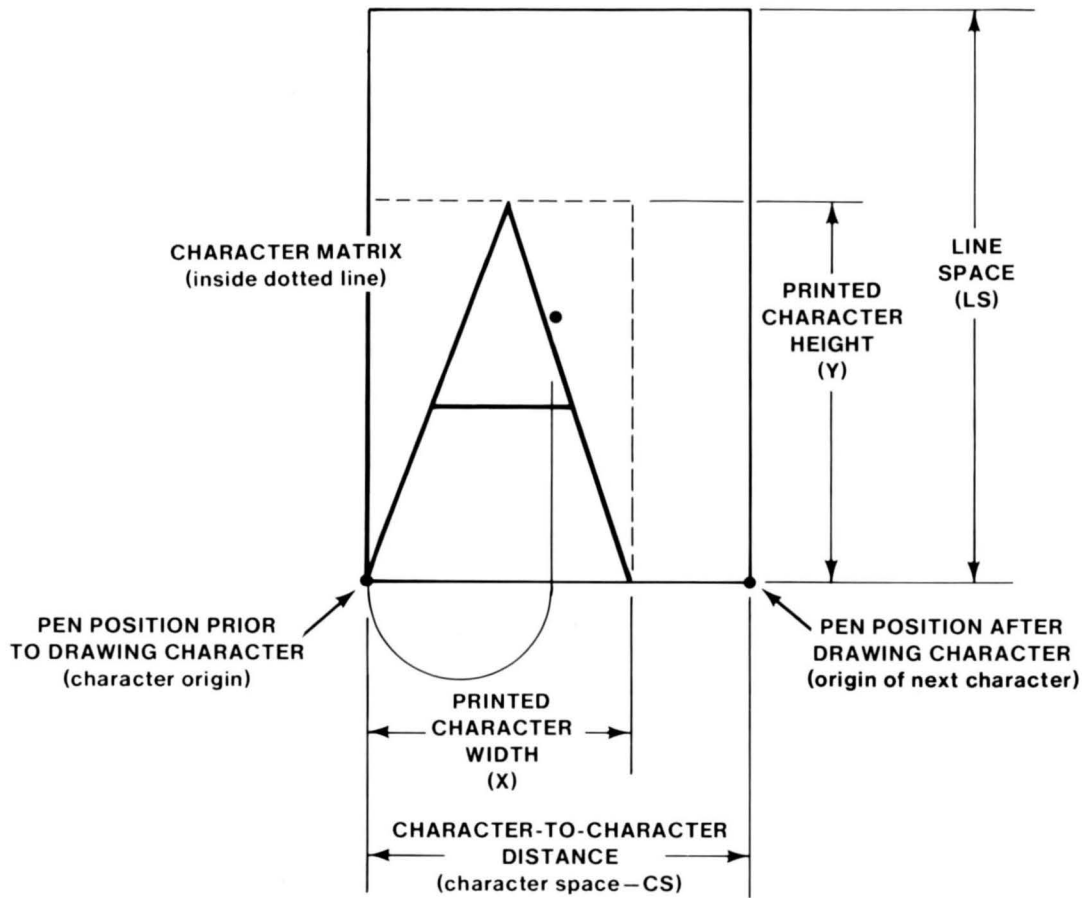 CHARACTER MATRIX
(inside dotted line)
LINE
SPACE
(LS)
PRINTED
CHARACTER
HEIGHT
(Y)
PEN POSITION PRIOR
TO DRAWING CHARACTER
(character origin)
PEN POSITION AFTER
DRAWING CHARACTER
(origin of next character)
PRINTED
CHARACTER
WIDTH
(X)
CHARACTER-TO-CHARACTER
DISTANCE
(character space—CS)